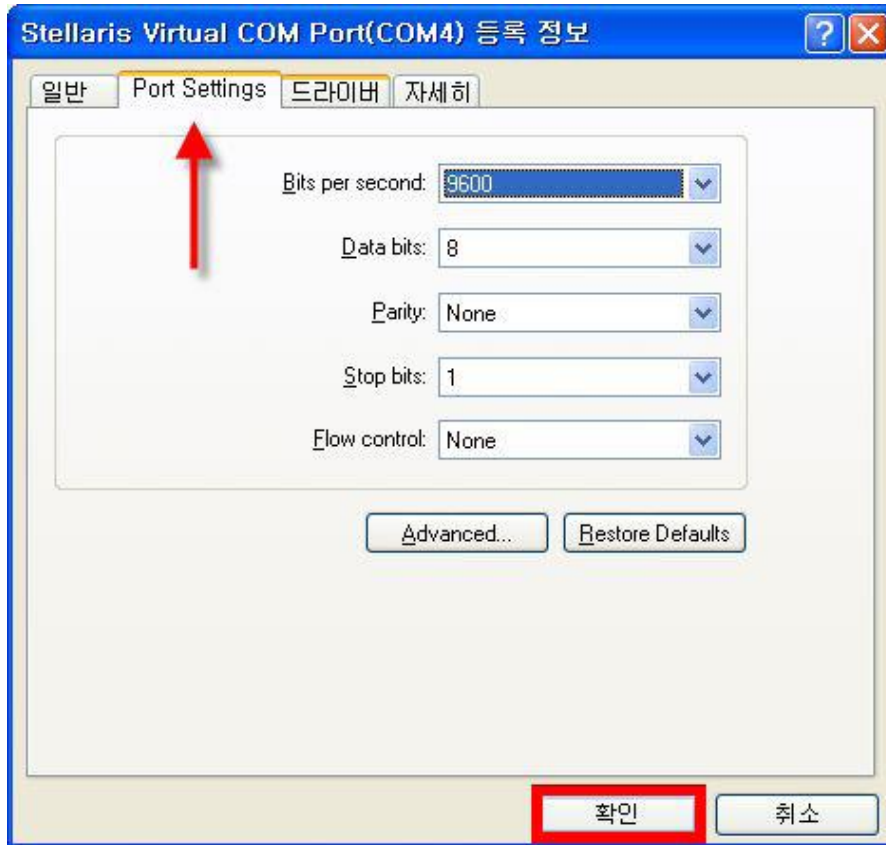 Stellaris Virtual COM Port(COM4) 등록 정보
일반 Port Settings 드라이버 자세히
Bits per second: 9600
Data bits: 8
Parity: None
Stop bits: 1
Flow control: None
Advanced... Restore Defaults
확인 취소